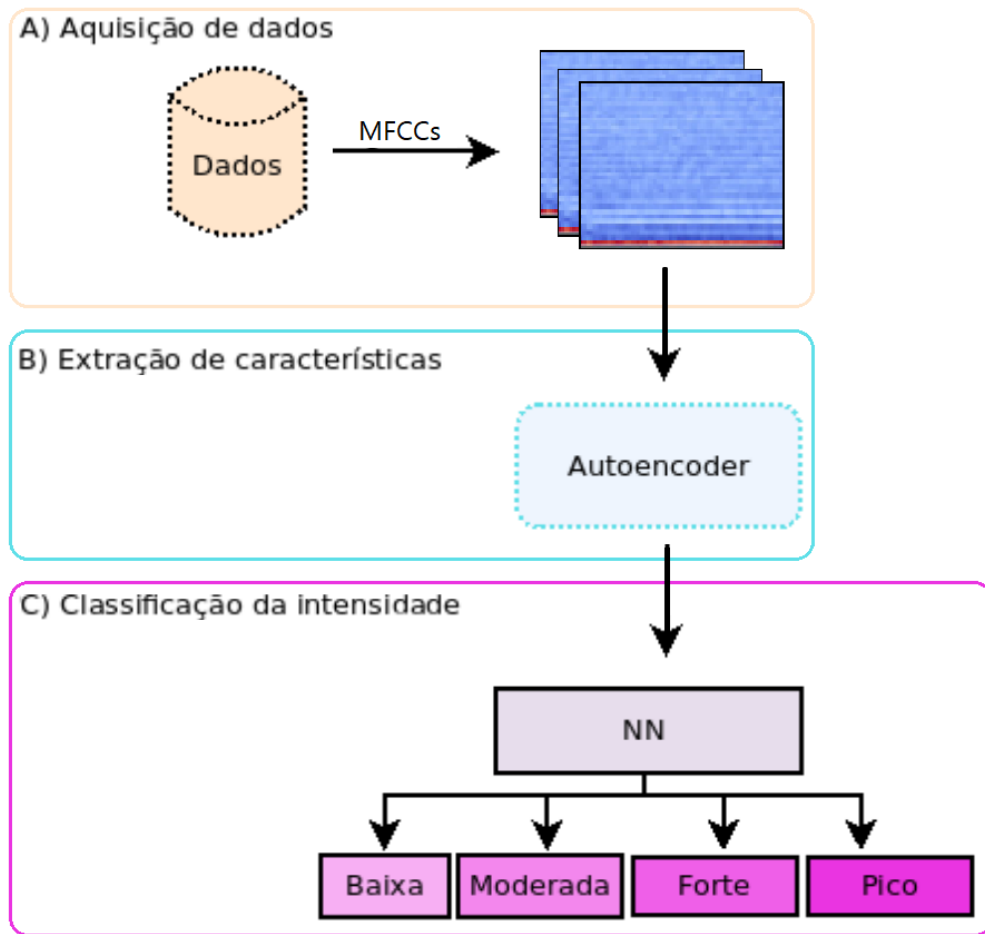 A) Aquisição de dados
MFCCs
Dados
B) Extração de características
Autoencoder
C) Classificação da intensidade
NN
Baixa
Moderada
Forte
Pico